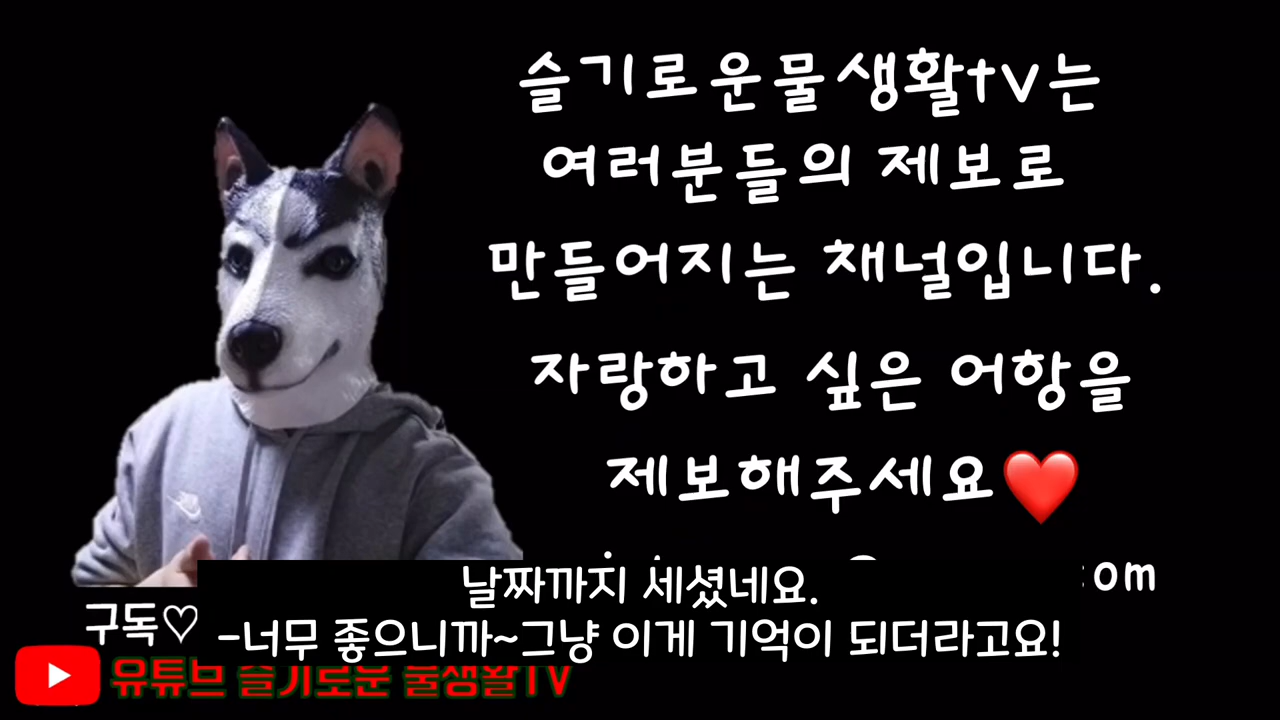 슬기로운물생활tv는
여러분들의 제보로
만들어지는 채널입니다.
자랑하고 싶은 어항을
제보해주세요❤️
com
날짜까지 세셨네요.
구독♡
-너무 좋으니까~그냥 이게 기억이 되더라고요!
유튜브 슬기로운 물생활TV